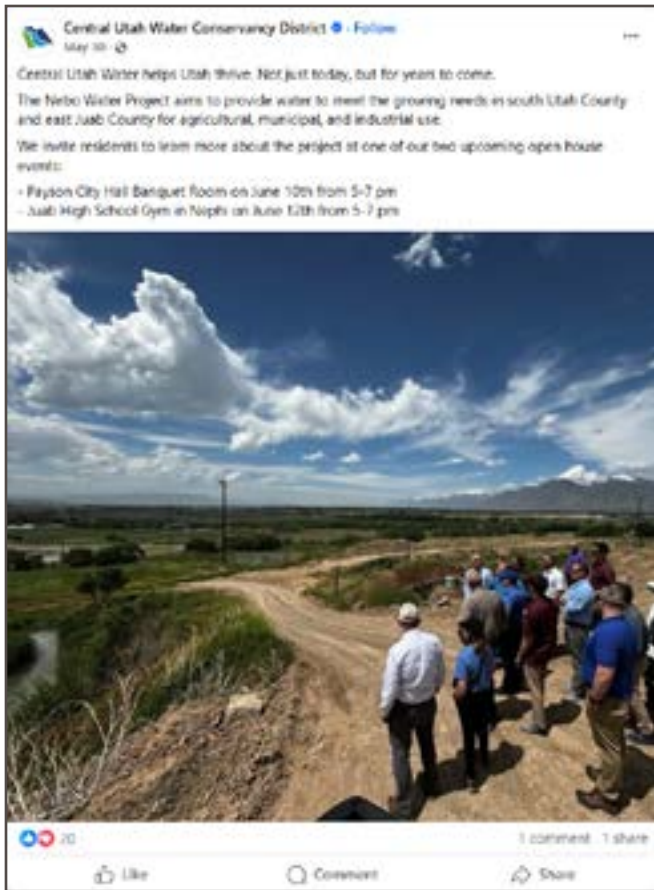 Central Utah Water Conservancy District · Follow
May 30 ·
Central Utah Water helps Utah thrive. Not just today, but for years to come.
The Nebo Water Project aims to provide water to meet the growing needs in south Utah County
and east Juab County for agricultural, municipal, and industrial use.
We invite residents to learn more about the project at one of our two upcoming open house
events:
- Payson City Hall Banquet Room on June 10th from 5-7 pm
- Juab High School Gym in Nephi on June 12th from 5-7 pm
20
1 comment 1 share
Like
Comment
Share